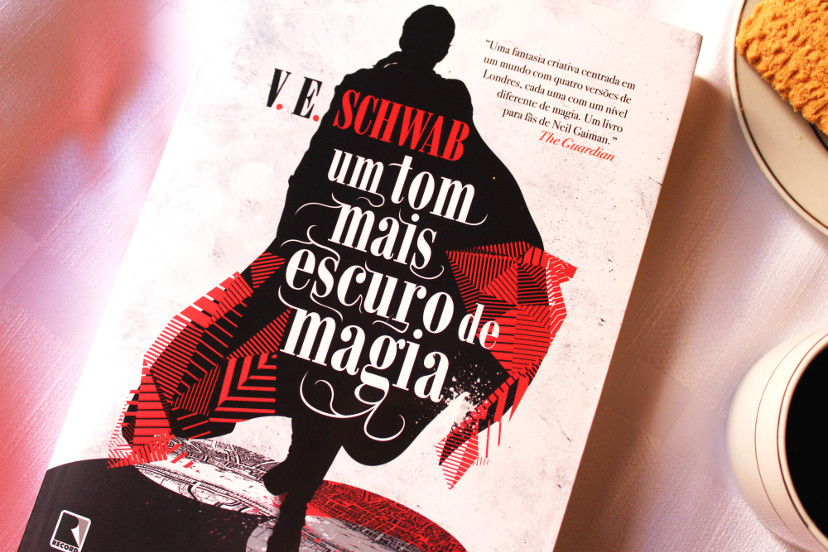 V. E. SCHWAB
um tom
mais
escuro de
magia
"Uma fantasia criativa centrada em
um mundo com quatro versões de
Londres, cada uma com um nível
diferente de magia. Um livro
para fãs de Neil Gaiman."
The Guardian
RECORD